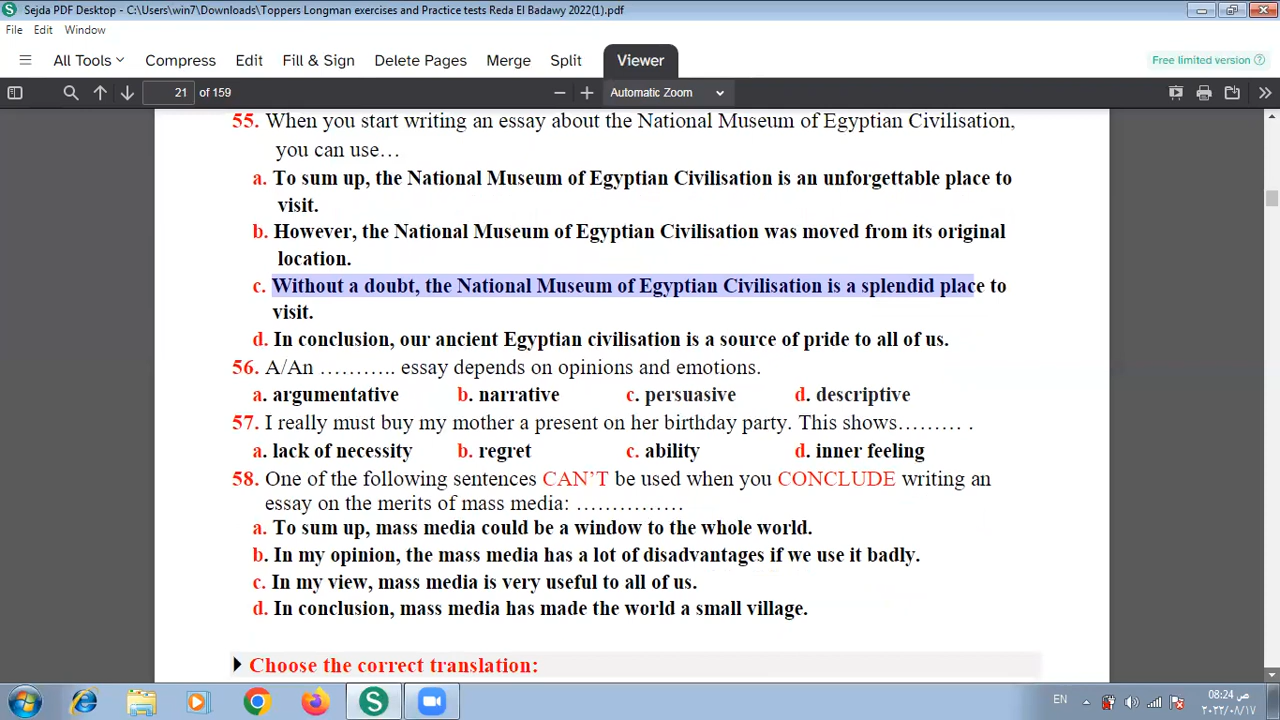 Sejda PDF Desktop - C:\Users\win7\Downloads\Toppers Longman exercises and Practice tests Reda El Badawy 2022(1).pdf
File Edit Window
All Tools Compress Edit Fill & Sign Delete Pages Merge Split Viewer Free limited version
21 of 159 Automatic Zoom
55. When you start writing an essay about the National Museum of Egyptian Civilisation,
you can use…
a. To sum up, the National Museum of Egyptian Civilisation is an unforgettable place to
visit.
b. However, the National Museum of Egyptian Civilisation was moved from its original
location.
c. Without a doubt, the National Museum of Egyptian Civilisation is a splendid place to
visit.
d. In conclusion, our ancient Egyptian civilisation is a source of pride to all of us.
56. A/An ……….. essay depends on opinions and emotions.
a. argumentative b. narrative c. persuasive d. descriptive
57. I really must buy my mother a present on her birthday party. This shows……… .
a. lack of necessity b. regret c. ability d. inner feeling
58. One of the following sentences CAN'T be used when you CONCLUDE writing an
essay on the merits of mass media: ……………
a. To sum up, mass media could be a window to the whole world.
b. In my opinion, the mass media has a lot of disadvantages if we use it badly.
c. In my view, mass media is very useful to all of us.
d. In conclusion, mass media has made the world a small village.
Choose the correct translation:
EN 08:24 ص
٢٠٢٢/٠٨/١٧